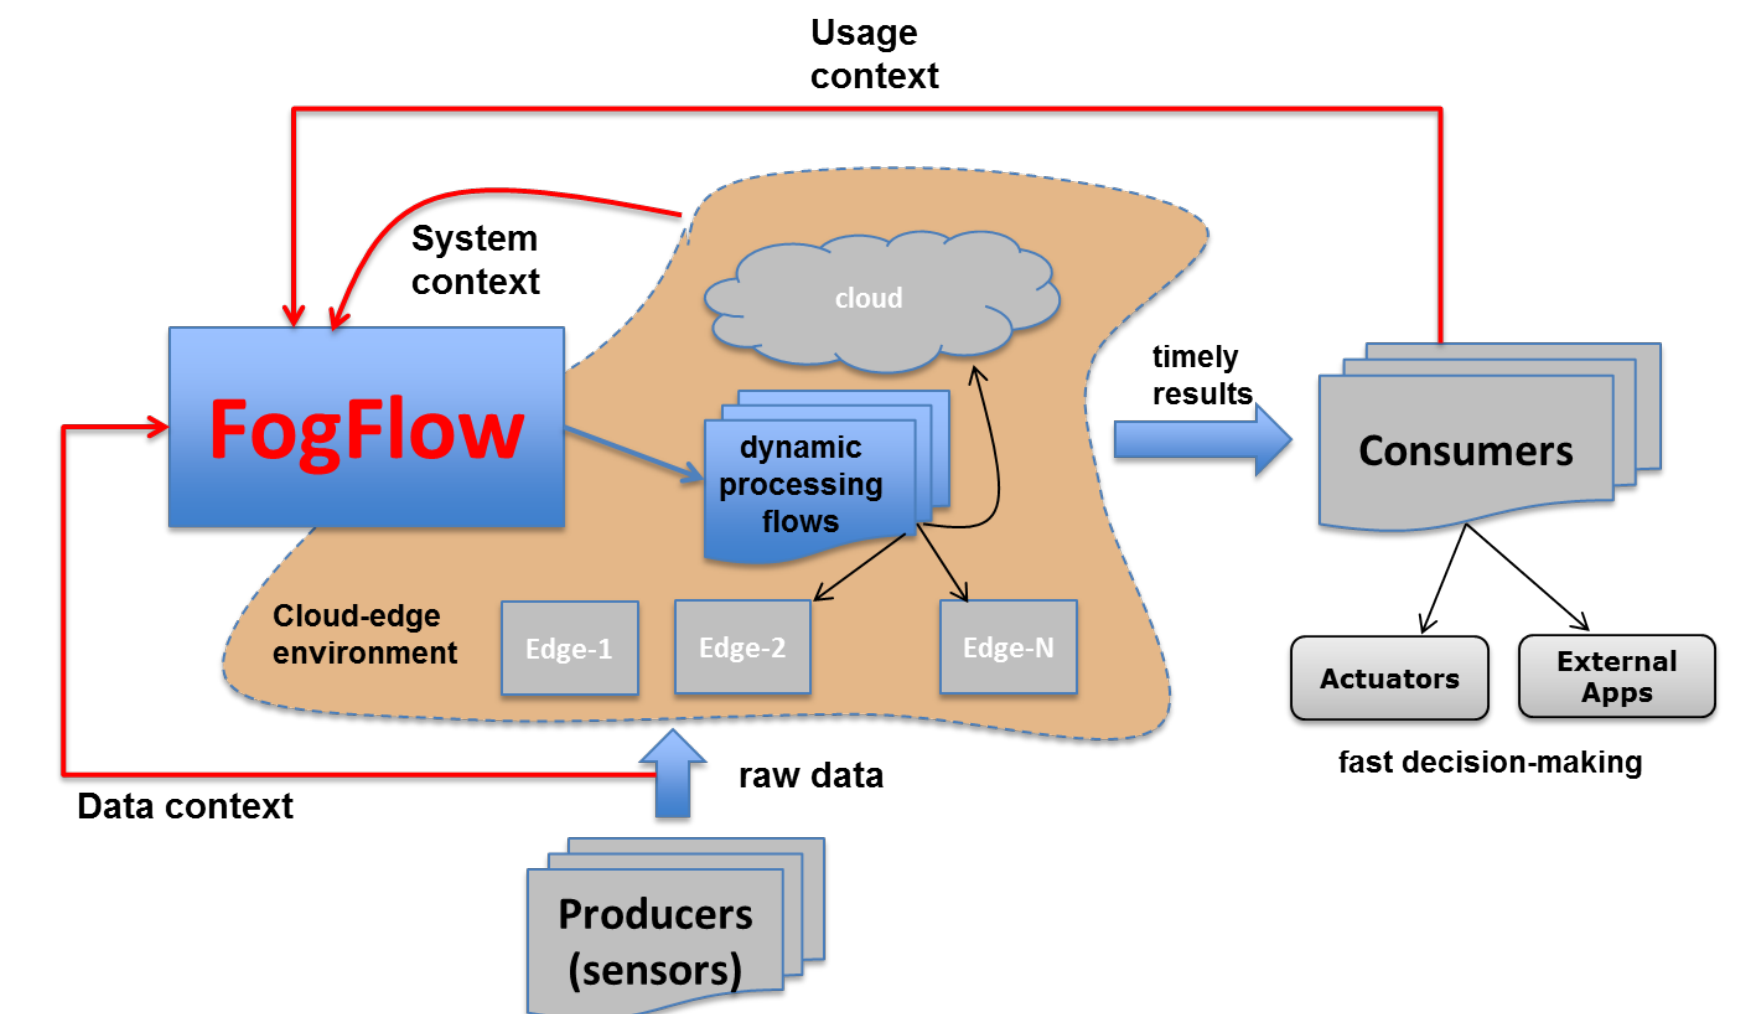 Usage
context
System
context
cloud
timely
results
FogFlow
dynamic
processing
flows
Consumers
Cloud-edge
environment
Edge-1
Edge-2
Edge-N
Actuators
External
Apps
fast decision-making
raw data
Data context
Producers
(sensors)